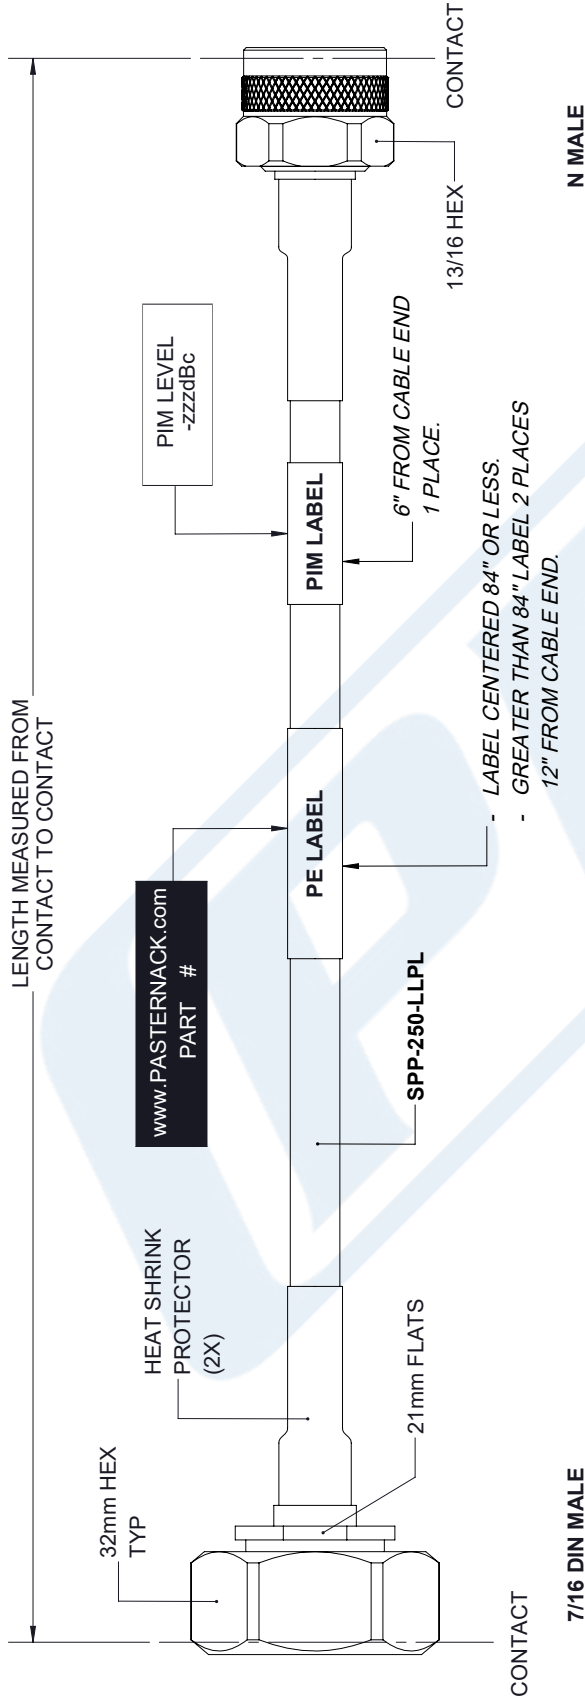 LENGTH MEASURED FROM
CONTACT TO CONTACT
32mm HEX
TYP
HEAT SHRINK
PROTECTOR
(2X)
www.PASTERNACK.com
PART #
PIM LEVEL
-zzzdBc
PE LABEL
PIM LABEL
21mm FLATS
SPP-250-LLPL
6" FROM CABLE END
1 PLACE.
13/16 HEX
CONTACT
- LABEL CENTERED 84" OR LESS.
- GREATER THAN 84" LABEL 2 PLACES
12" FROM CABLE END.
CONTACT
7/16 DIN MALE
N MALE